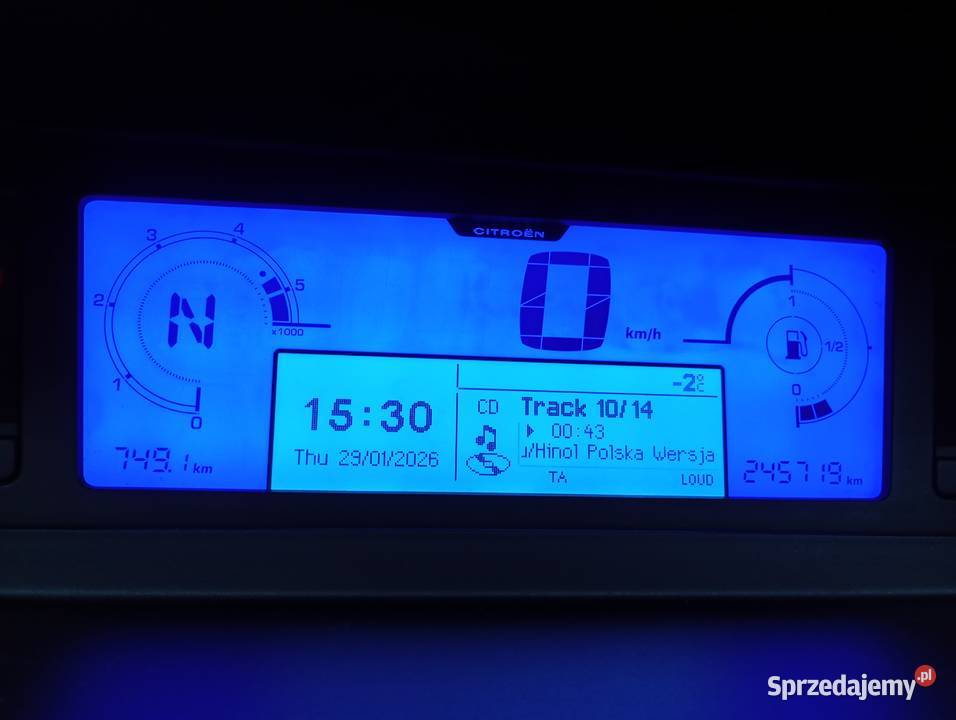 CITROËN
1 2 3 4 5
x1000
N
0
0
km/h
1
1/2
0
-2°C
15:30
Thu 29/01/2026
CD Track 10/14
00:43
/Hinol Polska Wersja
TA LOUD
749.1 km
245719 km
Sprzedajemy.pl